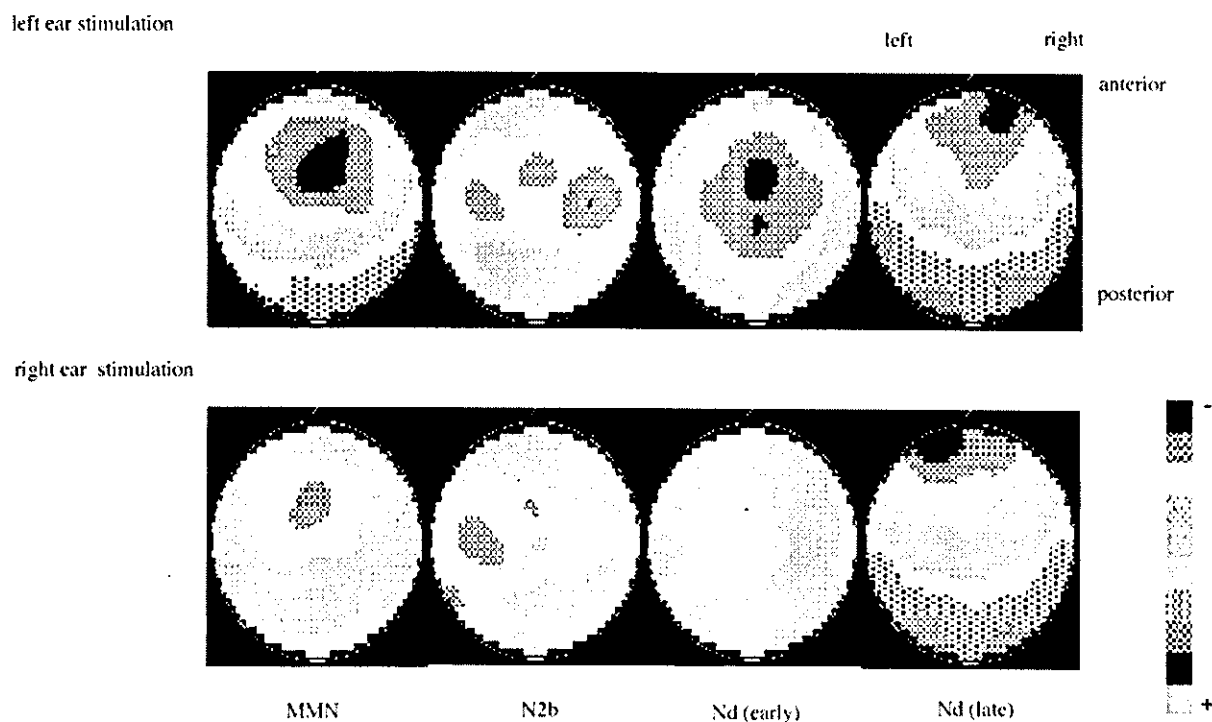 left ear stimulation
left right
anterior
posterior
right ear stimulation
-
+
MMN N2b Nd (early) Nd (late)